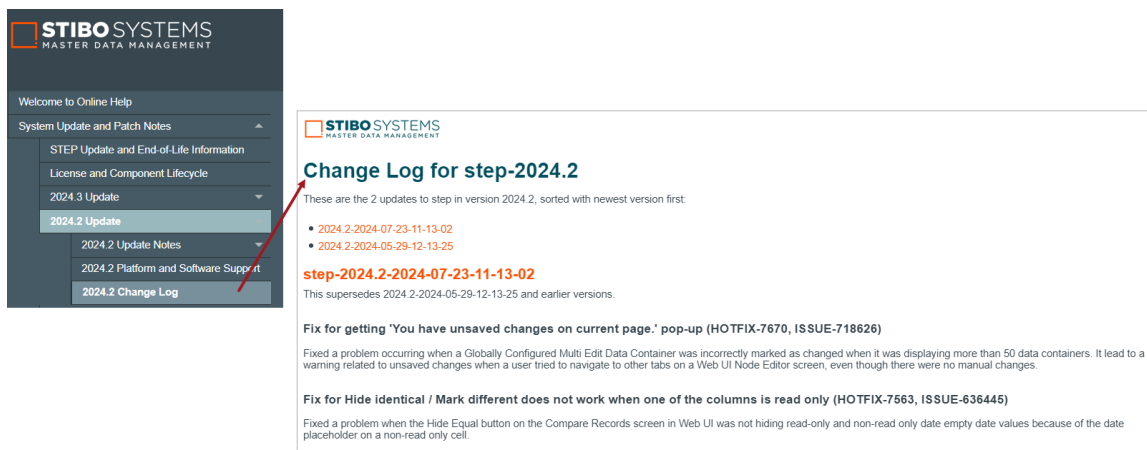 STIBO SYSTEMS
MASTER DATA MANAGEMENT
Welcome to Online Help
System Update and Patch Notes
STEP Update and End-of-Life Information
License and Component Lifecycle
2024.3 Update
2024.2 Update
2024.2 Update Notes
2024.2 Platform and Software Support
2024.2 Change Log
STIBO SYSTEMS
MASTER DATA MANAGEMENT
Change Log for step-2024.2
These are the 2 updates to step in version 2024.2, sorted with newest version first:
• 2024.2-2024-07-23-11-13-02
• 2024.2-2024-05-29-12-13-25
step-2024.2-2024-07-23-11-13-02
This supersedes 2024.2-2024-05-29-12-13-25 and earlier versions.
Fix for getting 'You have unsaved changes on current page.' pop-up (HOTFIX-7670, ISSUE-718626)
Fixed a problem occurring when a Globally Configured Multi Edit Data Container was incorrectly marked as changed when it was displaying more than 50 data containers. It lead to a
warning related to unsaved changes when a user tried to navigate to other tabs on a Web UI Node Editor screen, even though there were no manual changes.
Fix for Hide identical / Mark different does not work when one of the columns is read only (HOTFIX-7563, ISSUE-636445)
Fixed a problem when the Hide Equal button on the Compare Records screen in Web UI was not hiding read-only and non-read only date empty date values because of the date
placeholder on a non-read only cell.